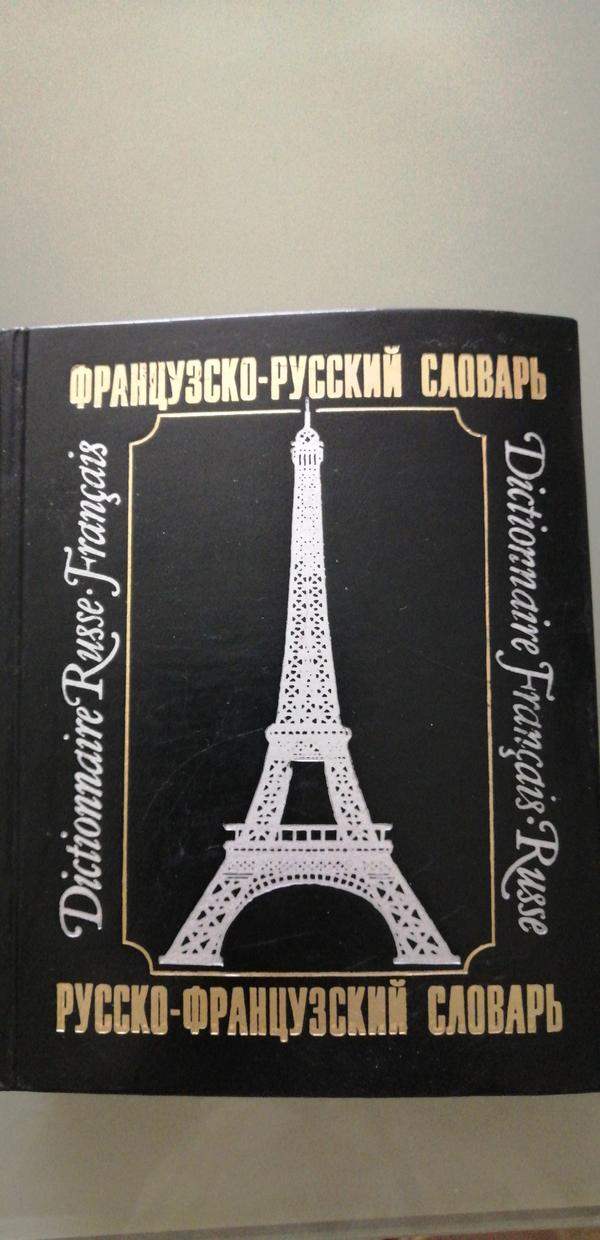 ФРАНЦУЗСКО-РУССКИЙ СЛОВАРЬ
Dictionnaire Russe·Français
Dictionnaire Français·Russe
РУССКО-ФРАНЦУЗСКИЙ СЛОВАРЬ